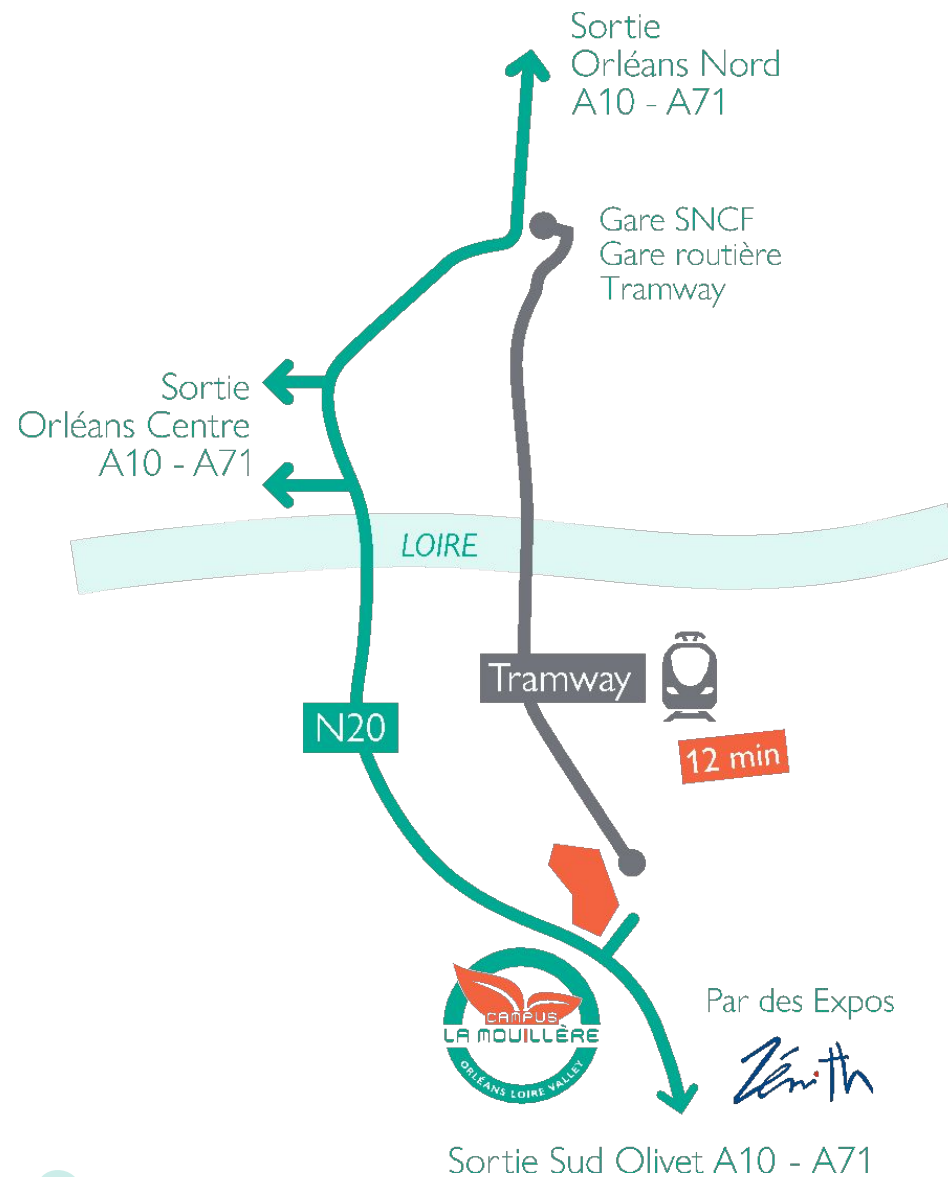 Sortie
Orléans Nord
A10 - A71
Gare SNCF
Gare routière
Tramway
Sortie
Orléans Centre
A10 - A71
LOIRE
Tramway
12 min
N20
CAMPUS
LA MOUILLÈRE
ORLÉANS LOIRE VALLEY
Par des Expos
Zénith
Sortie Sud Olivet A10 - A71